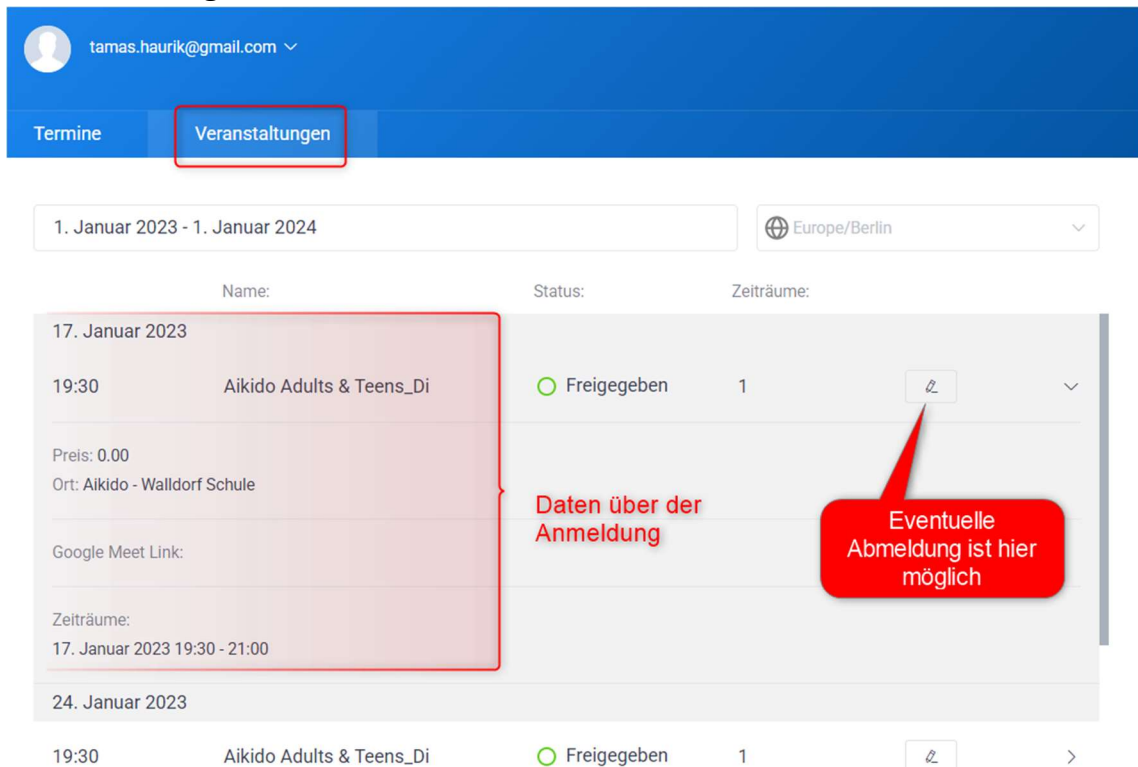 tamas.haurik@gmail.com
Termine Veranstaltungen
1. Januar 2023 - 1. Januar 2024 Europe/Berlin
Name: Status: Zeiträume:
17. Januar 2023
19:30 Aikido Adults & Teens_Di Freigegeben 1
Preis: 0.00
Ort: Aikido - Walldorf Schule
Daten über der
Anmeldung
Eventuelle
Abmeldung ist hier
möglich
Google Meet Link:
Zeiträume:
17. Januar 2023 19:30 - 21:00
24. Januar 2023
19:30 Aikido Adults & Teens_Di Freigegeben 1